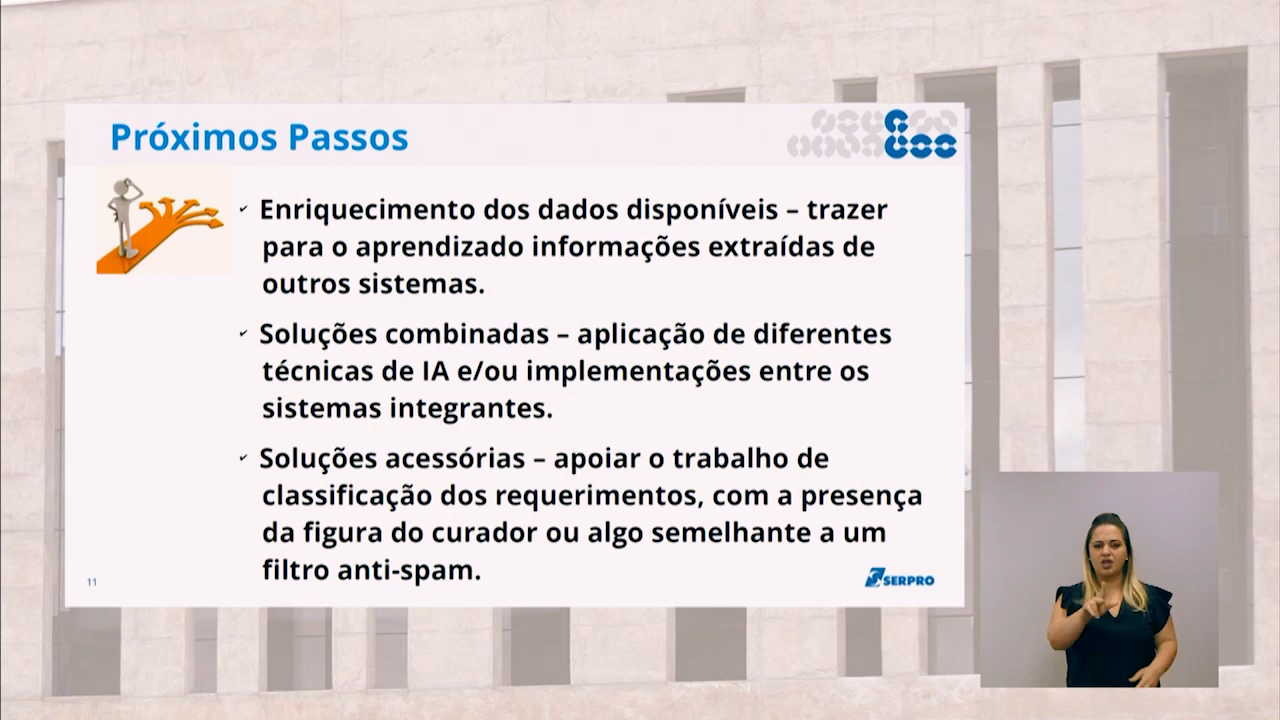 Próximos Passos
✓ Enriquecimento dos dados disponíveis – trazer
para o aprendizado informações extraídas de
outros sistemas.
✓ Soluções combinadas – aplicação de diferentes
técnicas de IA e/ou implementações entre os
sistemas integrantes.
✓ Soluções acessórias – apoiar o trabalho de
classificação dos requerimentos, com a presença
da figura do curador ou algo semelhante a um
filtro anti-spam.
11
SERPRO